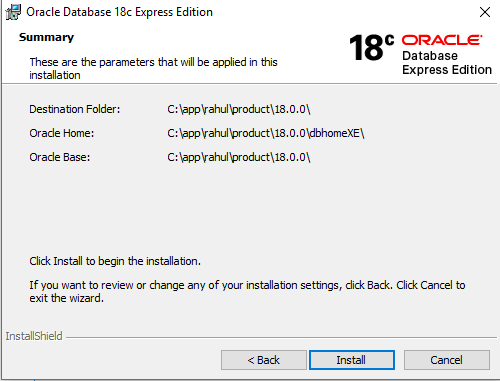 Oracle Database 18c Express Edition
Summary
These are the parameters that will be applied in this
installation
18c ORACLE
Database
Express Edition
Destination Folder: C:\app\rahul\product\18.0.0\
Oracle Home: C:\app\rahul\product\18.0.0\dbhomeXE\
Oracle Base: C:\app\rahul\product\18.0.0\
Click Install to begin the installation.
If you want to review or change any of your installation settings, click Back. Click Cancel to
exit the wizard.
InstallShield
< Back Install Cancel